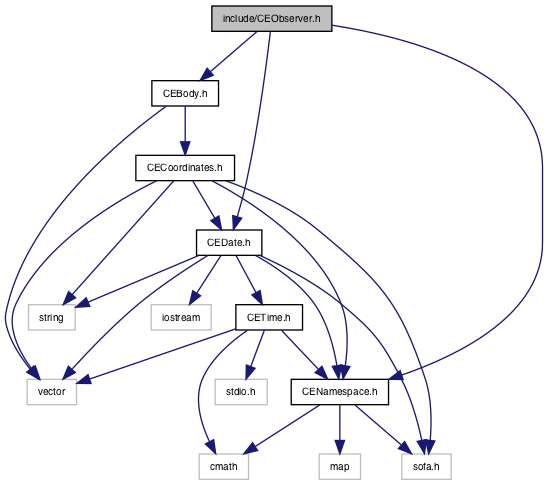 include/CEObserver.h
CEBody.h
CECoordinates.h
CEDate.h
string
iostream
CETime.h
vector
stdio.h
CENamespace.h
cmath
map
sofa.h